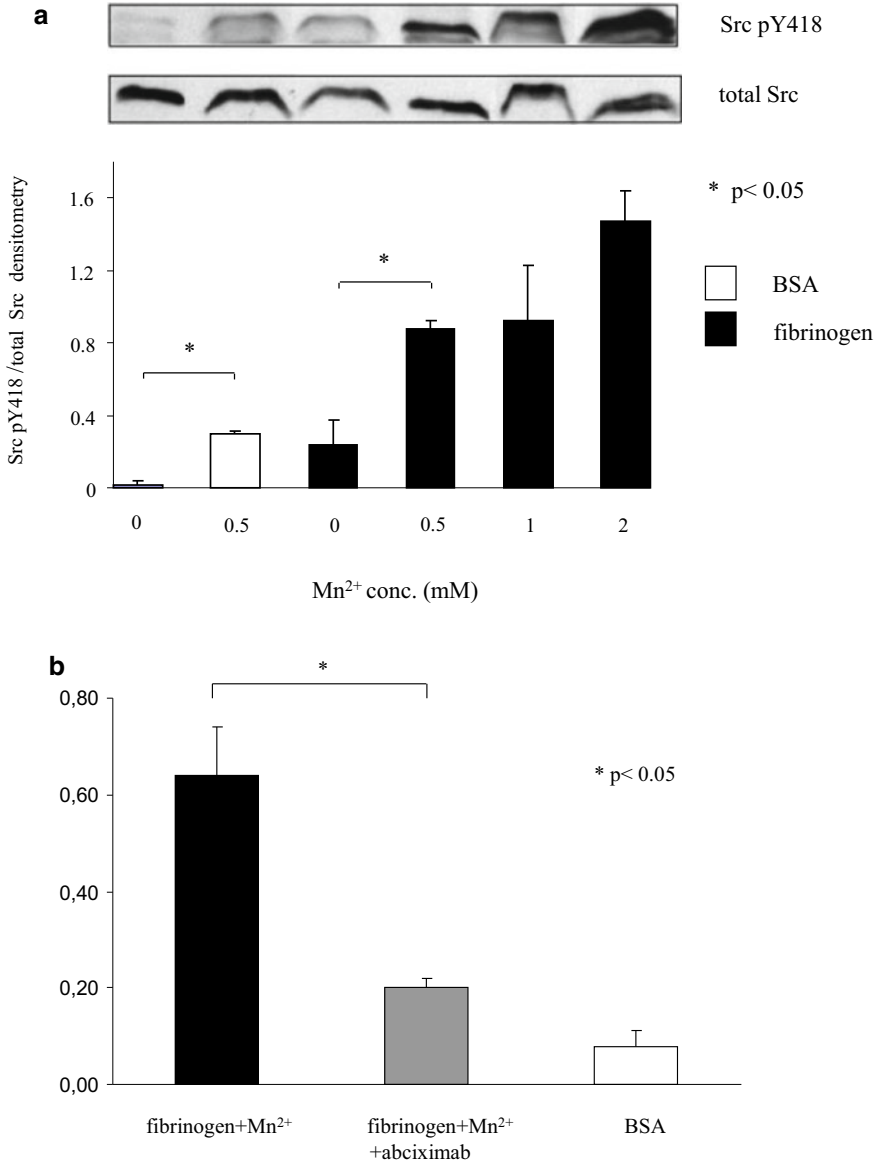 a
Src pY418
total Src
Src pY418/total Src densitometry
1.6
1.2
0.8
0.4
0
* p< 0.05
BSA
fibrinogen
*
*
0 0.5 0 0.5 1 2
Mn²⁺ conc. (mM)
b
*
0,80
0,60
0,40
0,20
0,00
* p< 0.05
fibrinogen+Mn²⁺ fibrinogen+Mn²⁺ BSA
+abciximab